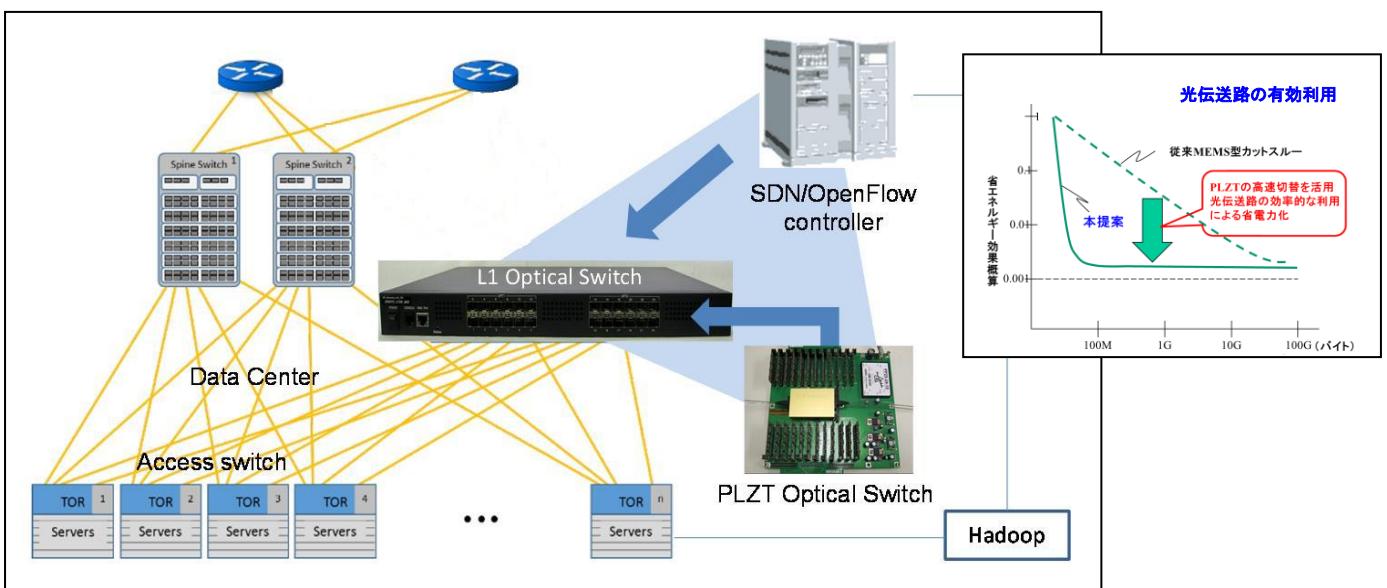 Spine Switch 1
Spine Switch 2
SDN/OpenFlow
controller
L1 Optical Switch
Data Center
Access switch
PLZT Optical Switch
TOR 1
Servers
TOR 2
Servers
TOR 3
Servers
TOR 4
Servers
•••
TOR n
Servers
Hadoop
光伝送路の有効利用
従来MEMS型カットスルー
PLZTの高速切替を活用
光伝送路の効率的な利用
による省電力化
本提案
省エネルギー効果概算
1
0.1
0.01
0.001
100M
1G
10G
100G (バイト)